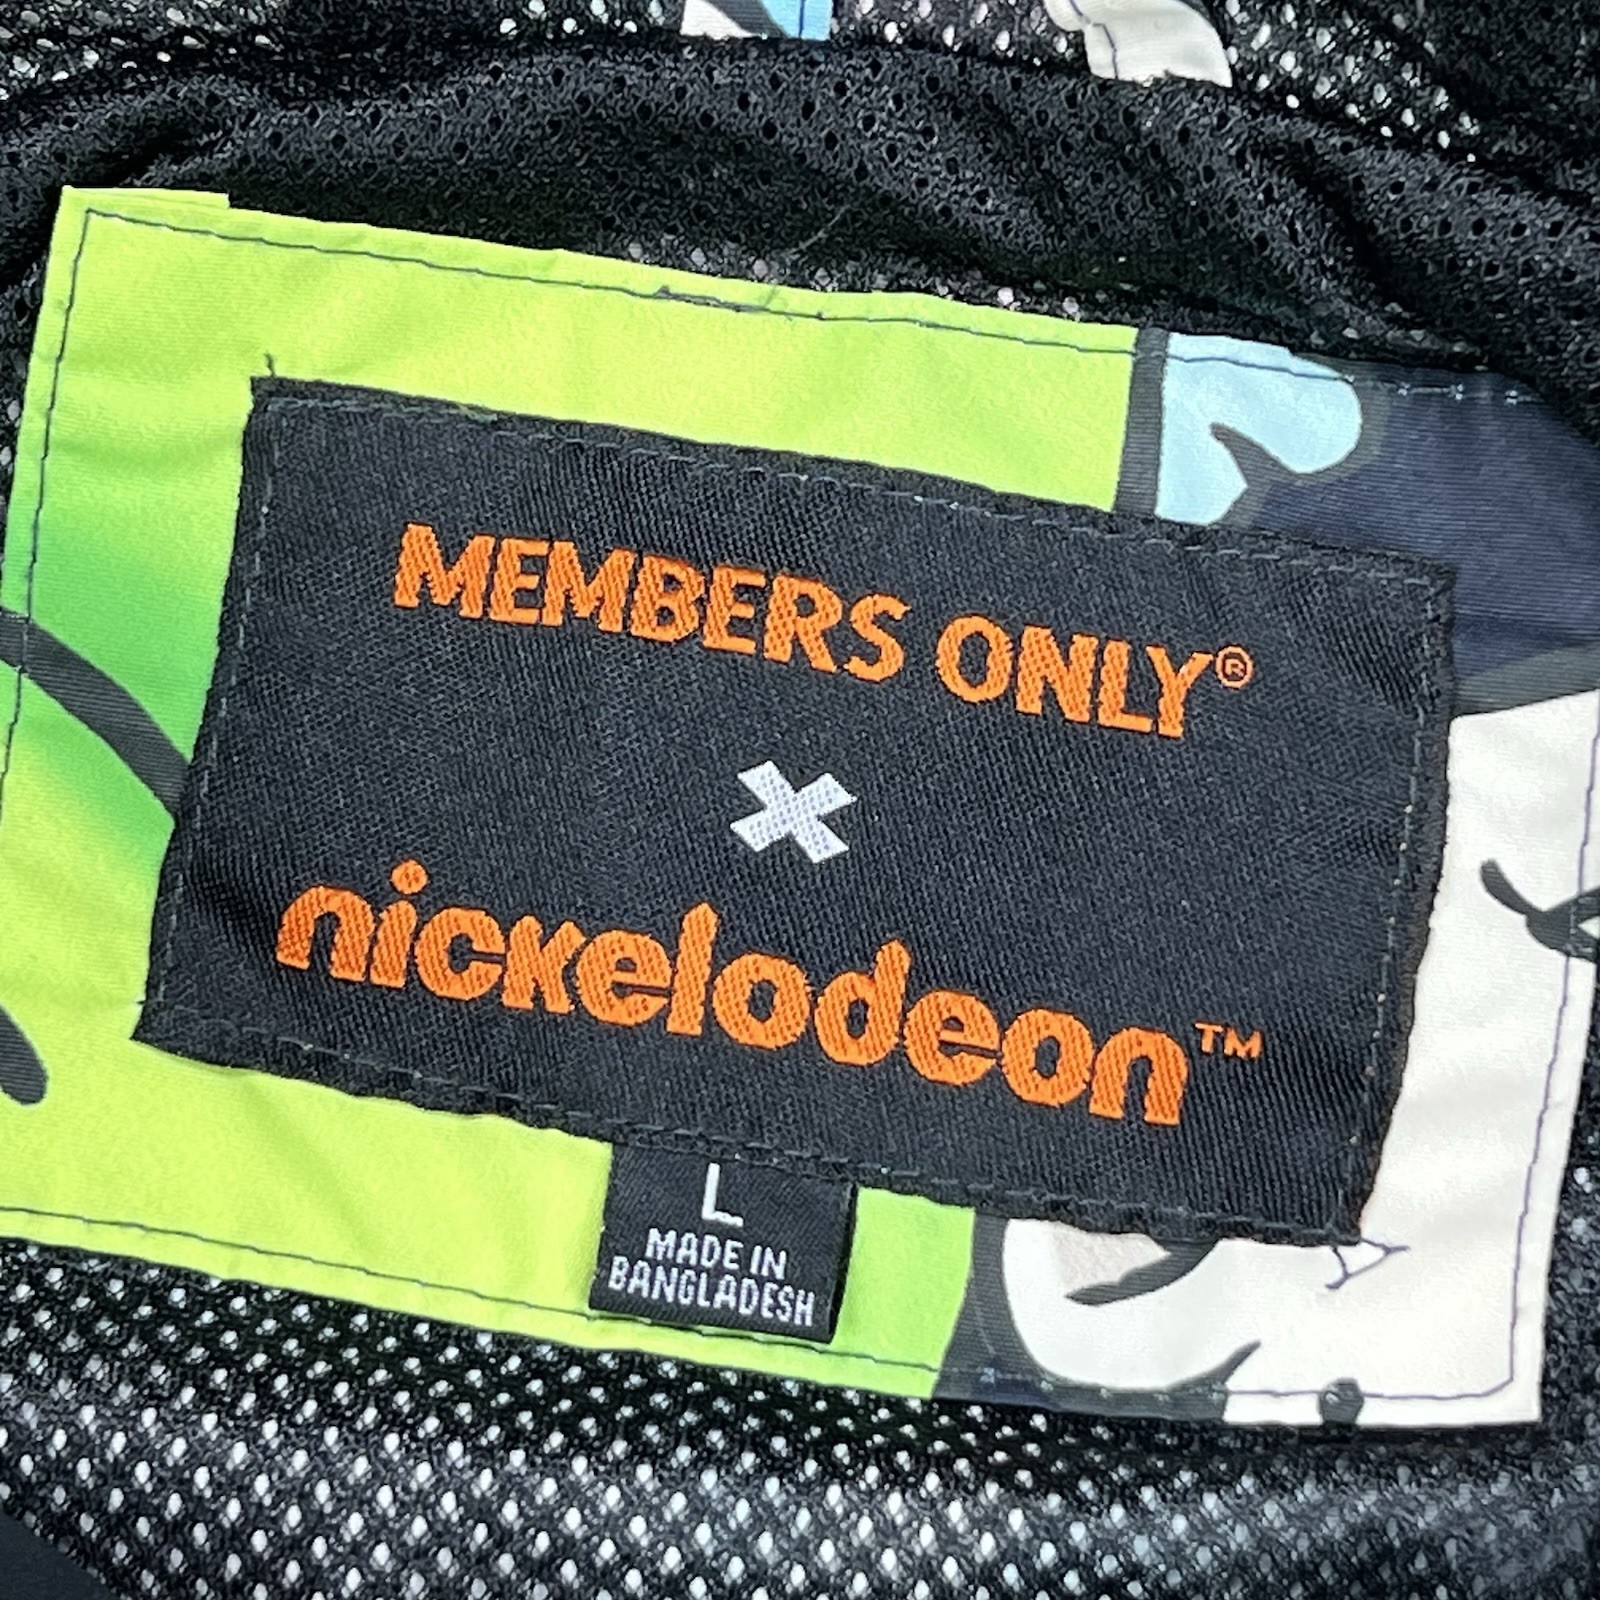 MEMBERS ONLY®
X
nickelodeon™
L
MADE IN
BANGLADESH